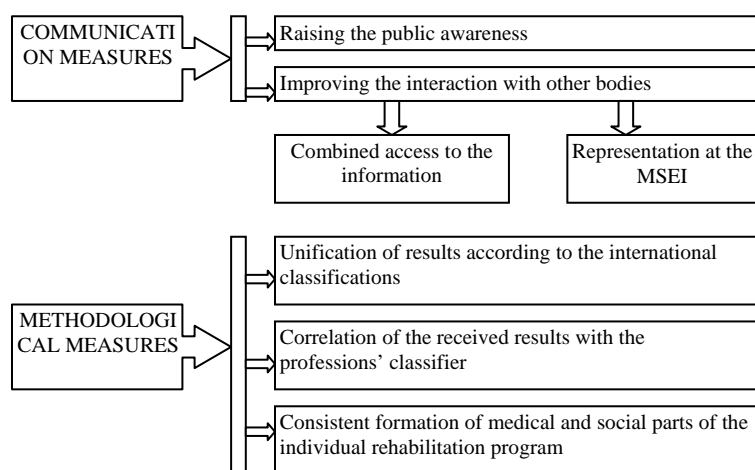 COMMUNICATI
ON MEASURES
Raising the public awareness
Improving the interaction with other bodies
Combined access to the
information
Representation at the
MSEI
METHODOLOGI
CAL MEASURES
Unification of results according to the international
classifications
Correlation of the received results with the
professions’ classifier
Consistent formation of medical and social parts of the
individual rehabilitation program